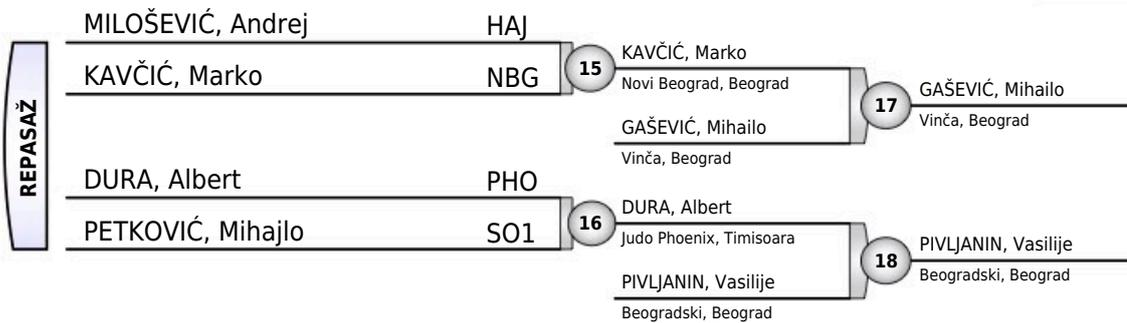 REPASAŽ
MILOŠEVIĆ, Andrej HAJ
KAVČIĆ, Marko NBG
15
KAVČIĆ, Marko
Novi Beograd, Beograd
GAŠEVIĆ, Mihailo
Vinča, Beograd
17
GAŠEVIĆ, Mihailo
Vinča, Beograd
DURA, Albert PHO
PETKOVIĆ, Mihajlo SO1
16
DURA, Albert
Judo Phoenix, Timisoara
PIVLJANIN, Vasilije
Beogradski, Beograd
18
PIVLJANIN, Vasilije
Beogradski, Beograd